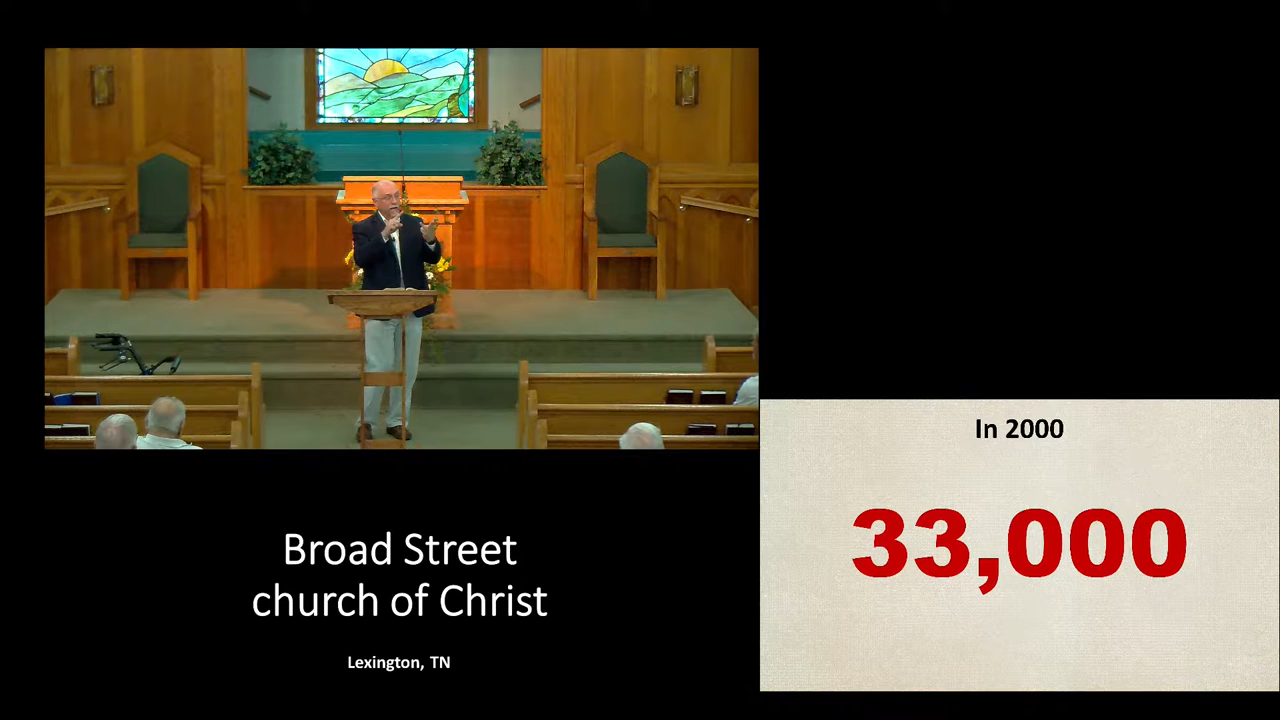 Broad Street
church of Christ
Lexington, TN
In 2000
33,000